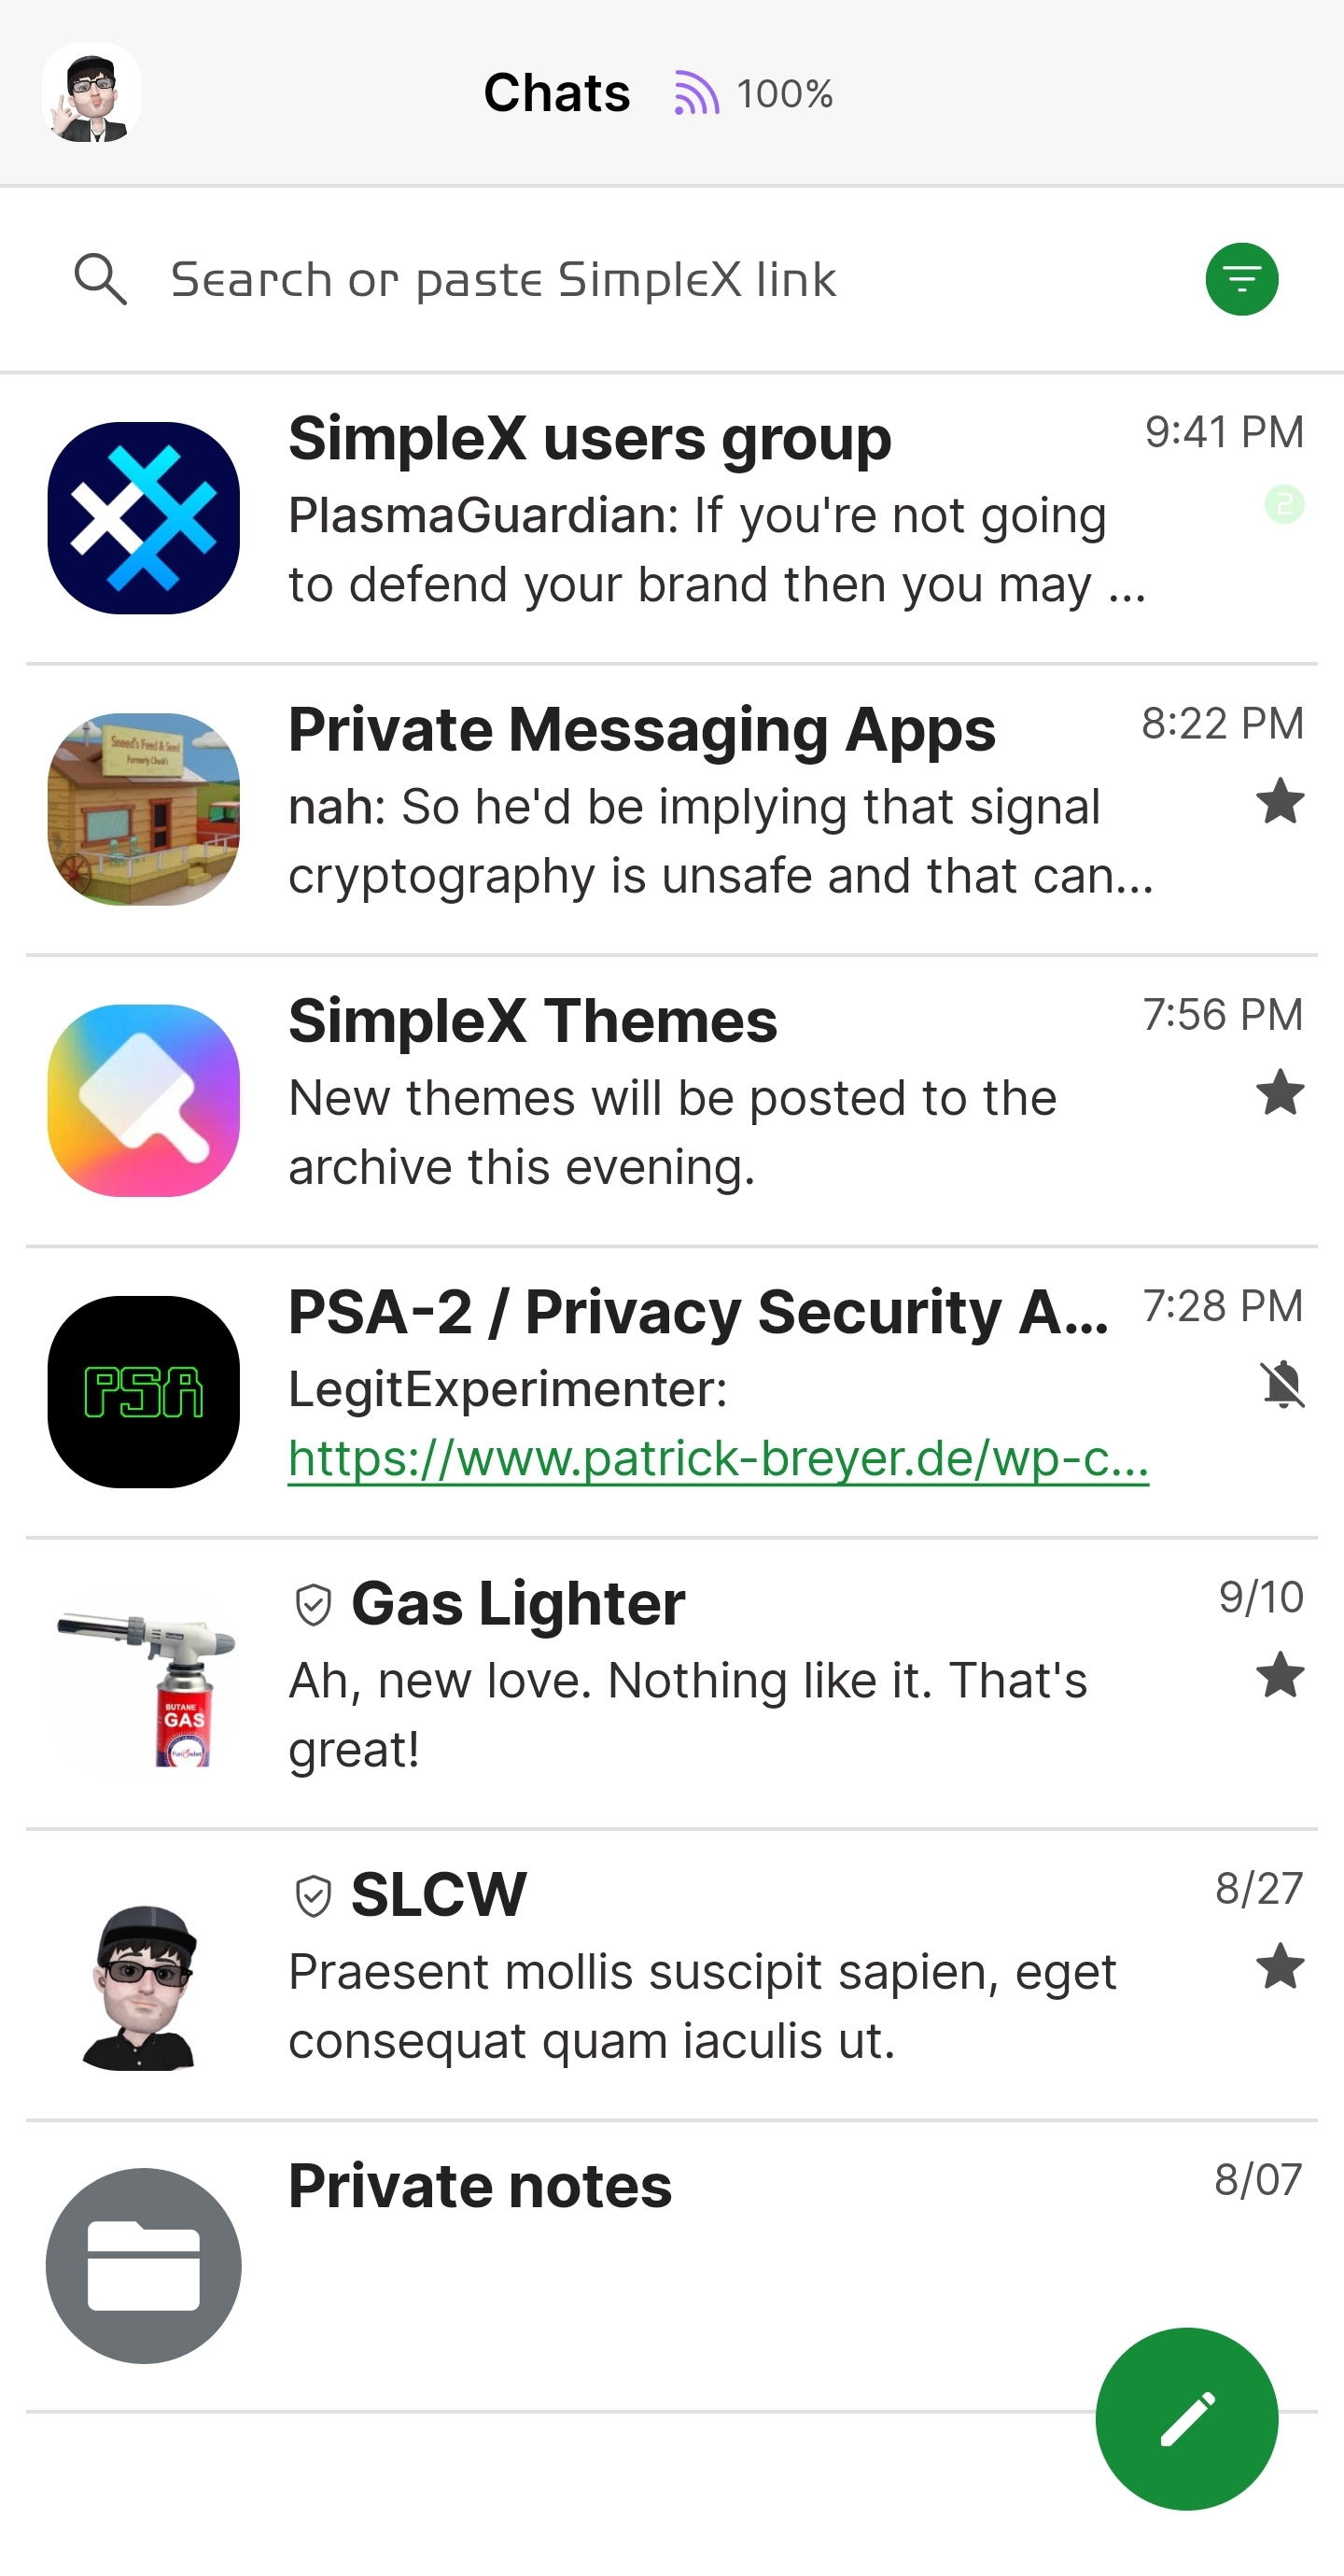 Chats 100%
Search or paste SimpleX link
SimpleX users group 9:41 PM
PlasmaGuardian: If you're not going 2
to defend your brand then you may ...
Sneed's Feed & Seed
Formerly Chuck's
Private Messaging Apps 8:22 PM
nah: So he'd be implying that signal
cryptography is unsafe and that can...
SimpleX Themes 7:56 PM
New themes will be posted to the
archive this evening.
PSA
PSA-2 / Privacy Security A... 7:28 PM
LegitExperimenter:
https://www.patrick-breyer.de/wp-c...
Gas Lighter 9/10
Ah, new love. Nothing like it. That's
great!
BUTANE
GAS
SLCW 8/27
Praesent mollis suscipit sapien, eget
consequat quam iaculis ut.
Private notes 8/07